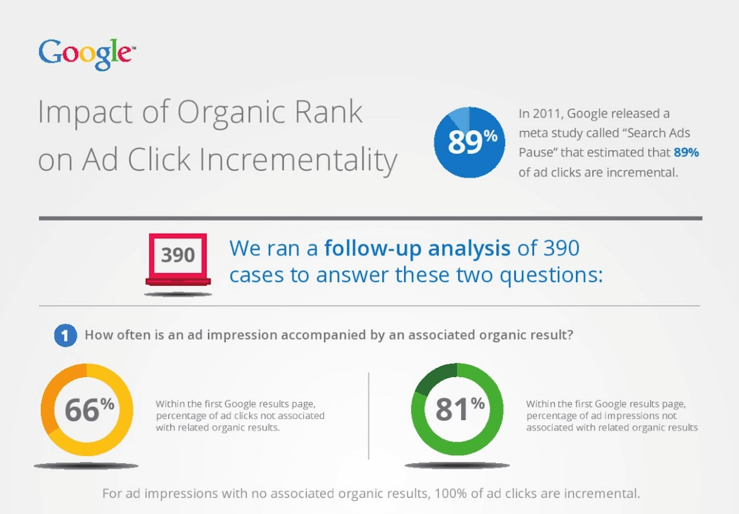 Google™
Impact of Organic Rank
on Ad Click Incrementality
89%
In 2011, Google released a
meta study called “Search Ads
Pause” that estimated that 89%
of ad clicks are incremental.
390
We ran a follow-up analysis of 390
cases to answer these two questions:
1 How often is an ad impression accompanied by an associated organic result?
66%
Within the first Google results page,
percentage of ad clicks not associated
with related organic results.
81%
Within the first Google results page,
percentage of ad impressions not
associated with related organic results
For ad impressions with no associated organic results, 100% of ad clicks are incremental.